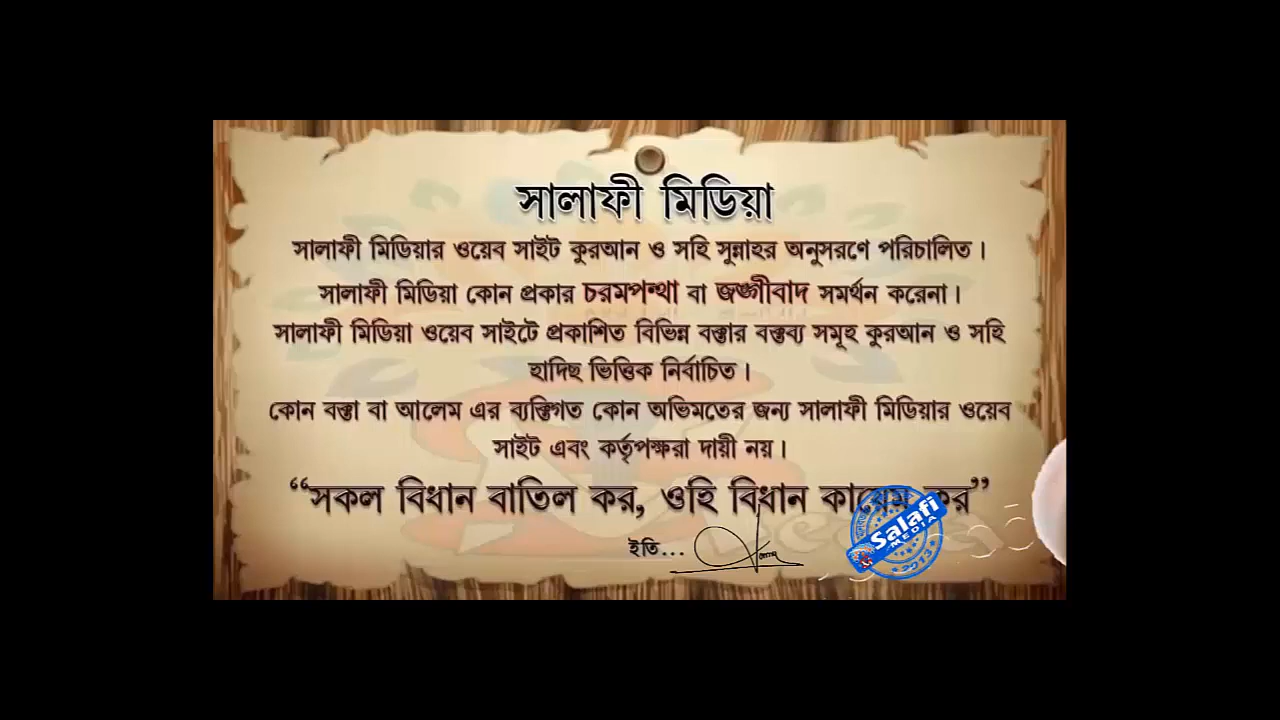 সালাফী মিডিয়া
সালাফী মিডিয়ার ওয়েব সাইট কুরআন ও সহি সুন্নাহর অনুসরণে পরিচালিত।
সালাফী মিডিয়া কোন প্রকার চরমপন্থা বা জঙ্গীবাদ সমর্থন করেনা।
সালাফী মিডিয়া ওয়েব সাইটে প্রকাশিত বিভিন্ন বক্তার বক্তব্য সমূহ কুরআন ও সহি
হাদিছ ভিত্তিক নির্বাচিত।
কোন বক্তা বা আলেম এর ব্যক্তিগত কোন অভিমতের জন্য সালাফী মিডিয়ার ওয়েব
সাইট এবং কর্তৃপক্ষরা দায়ী নয়।
“সকল বিধান বাতিল কর, ওহি বিধান কায়েম কর”
ইতি...
Salafi
MEDIA
2013